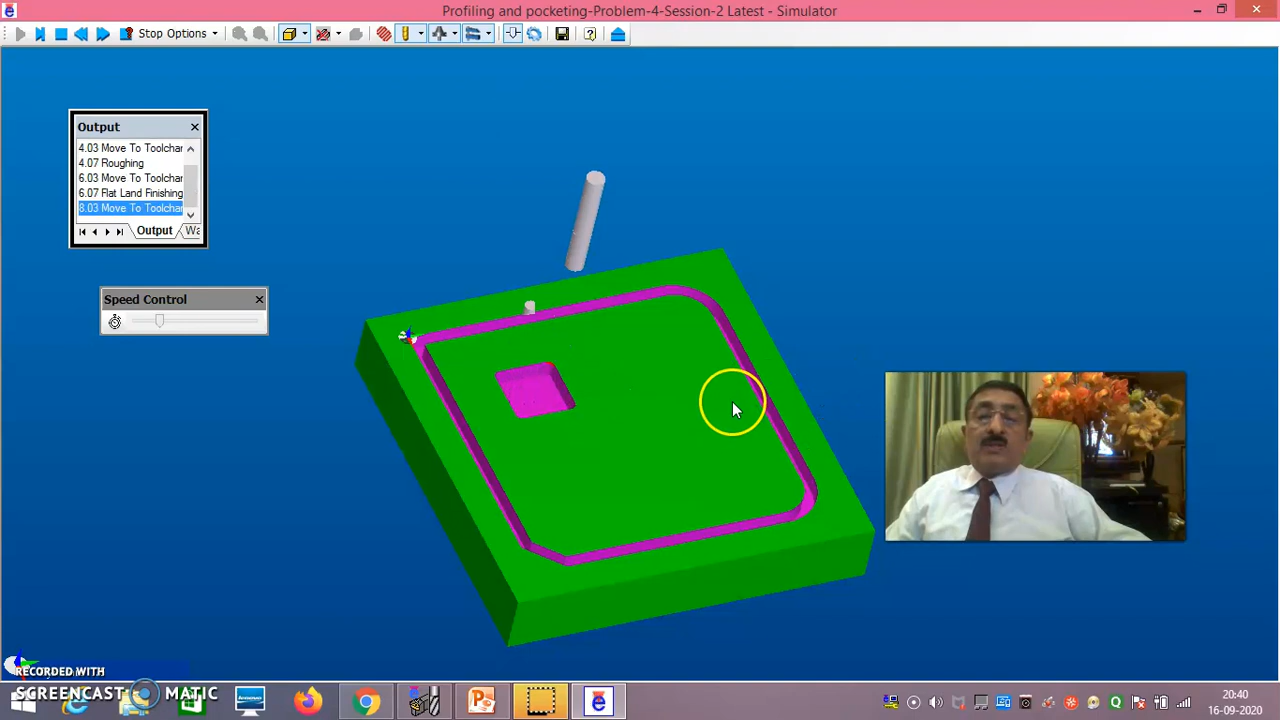 Profiling and pocketing-Problem-4-Session-2 Latest - Simulator
Stop Options
Output
4.03 Move To Toolchar
4.07 Roughing
6.03 Move To Toolchar
6.07 Flat Land Finishing
8.03 Move To Toolchar
Output
Wa
Speed Control
RECORDED WITH
SCREENCAST MATIC
lenovo
20:40
16-09-2020